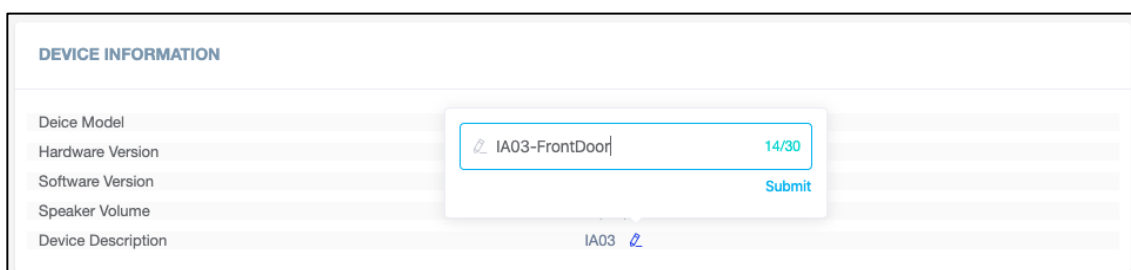 DEVICE INFORMATION
Deice Model
IA03-FrontDoor 14/30
Hardware Version
Software Version
Submit
Speaker Volume
Device Description IA03